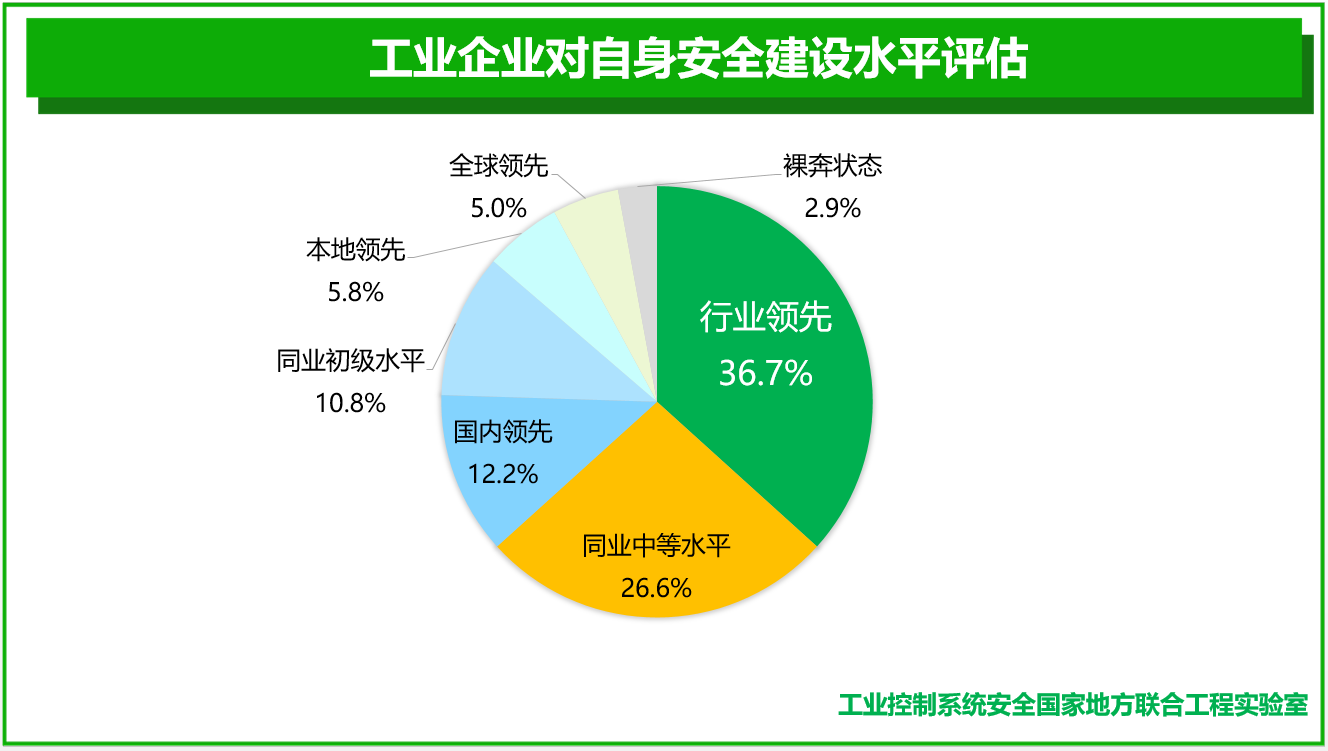 工业企业对自身安全建设水平评估
全球领先
5.0%
裸奔状态
2.9%
本地领先
5.8%
行业领先
36.7%
同业初级水平
10.8%
国内领先
12.2%
同业中等水平
26.6%
工业控制系统安全国家地方联合工程实验室